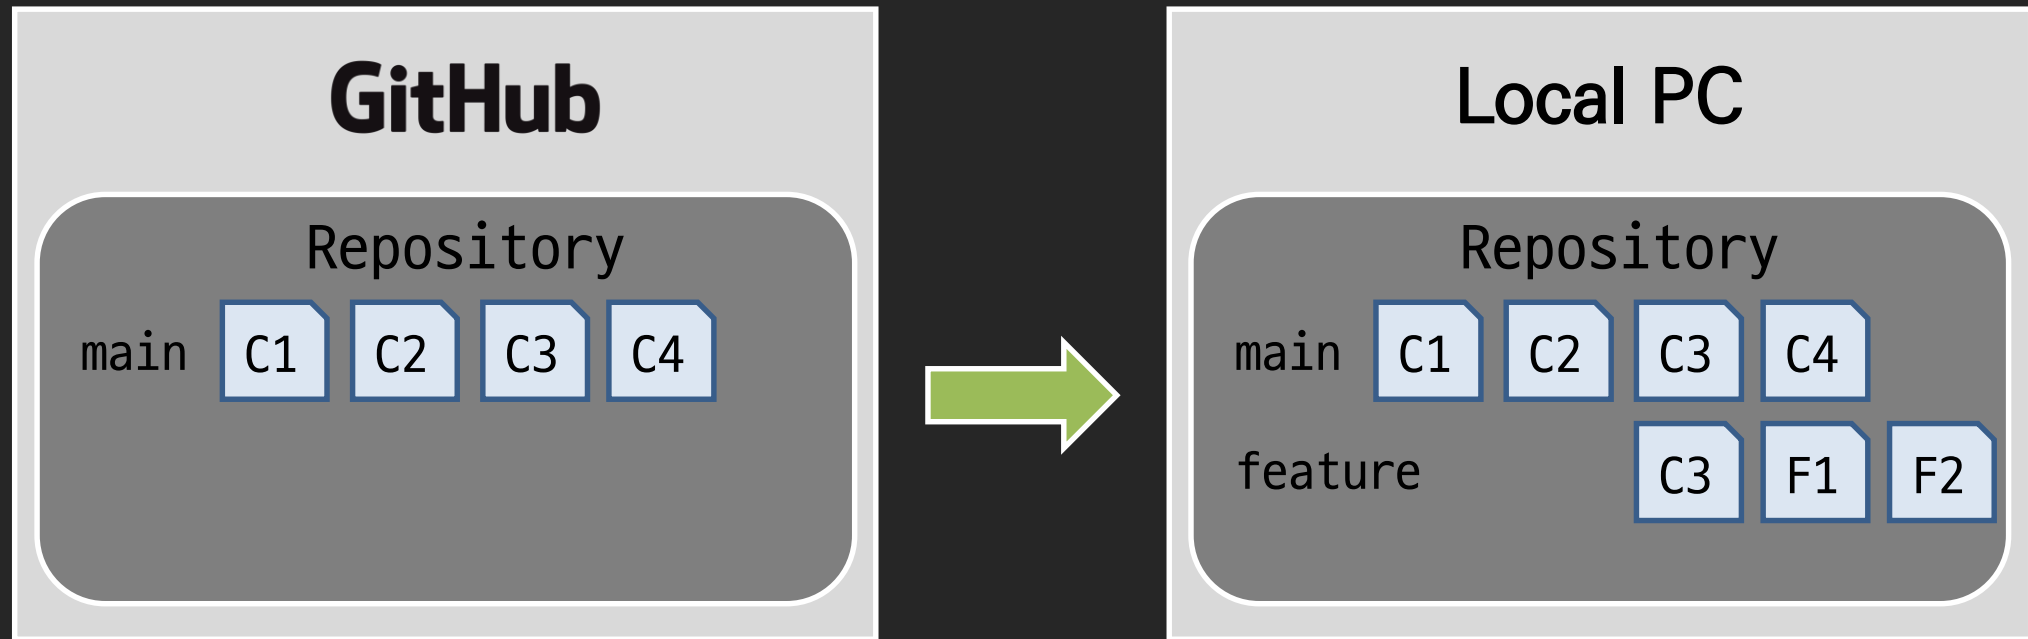 GitHub
Repository
main C1 C2 C3 C4
Local PC
Repository
main C1 C2 C3 C4
feature C3 F1 F2